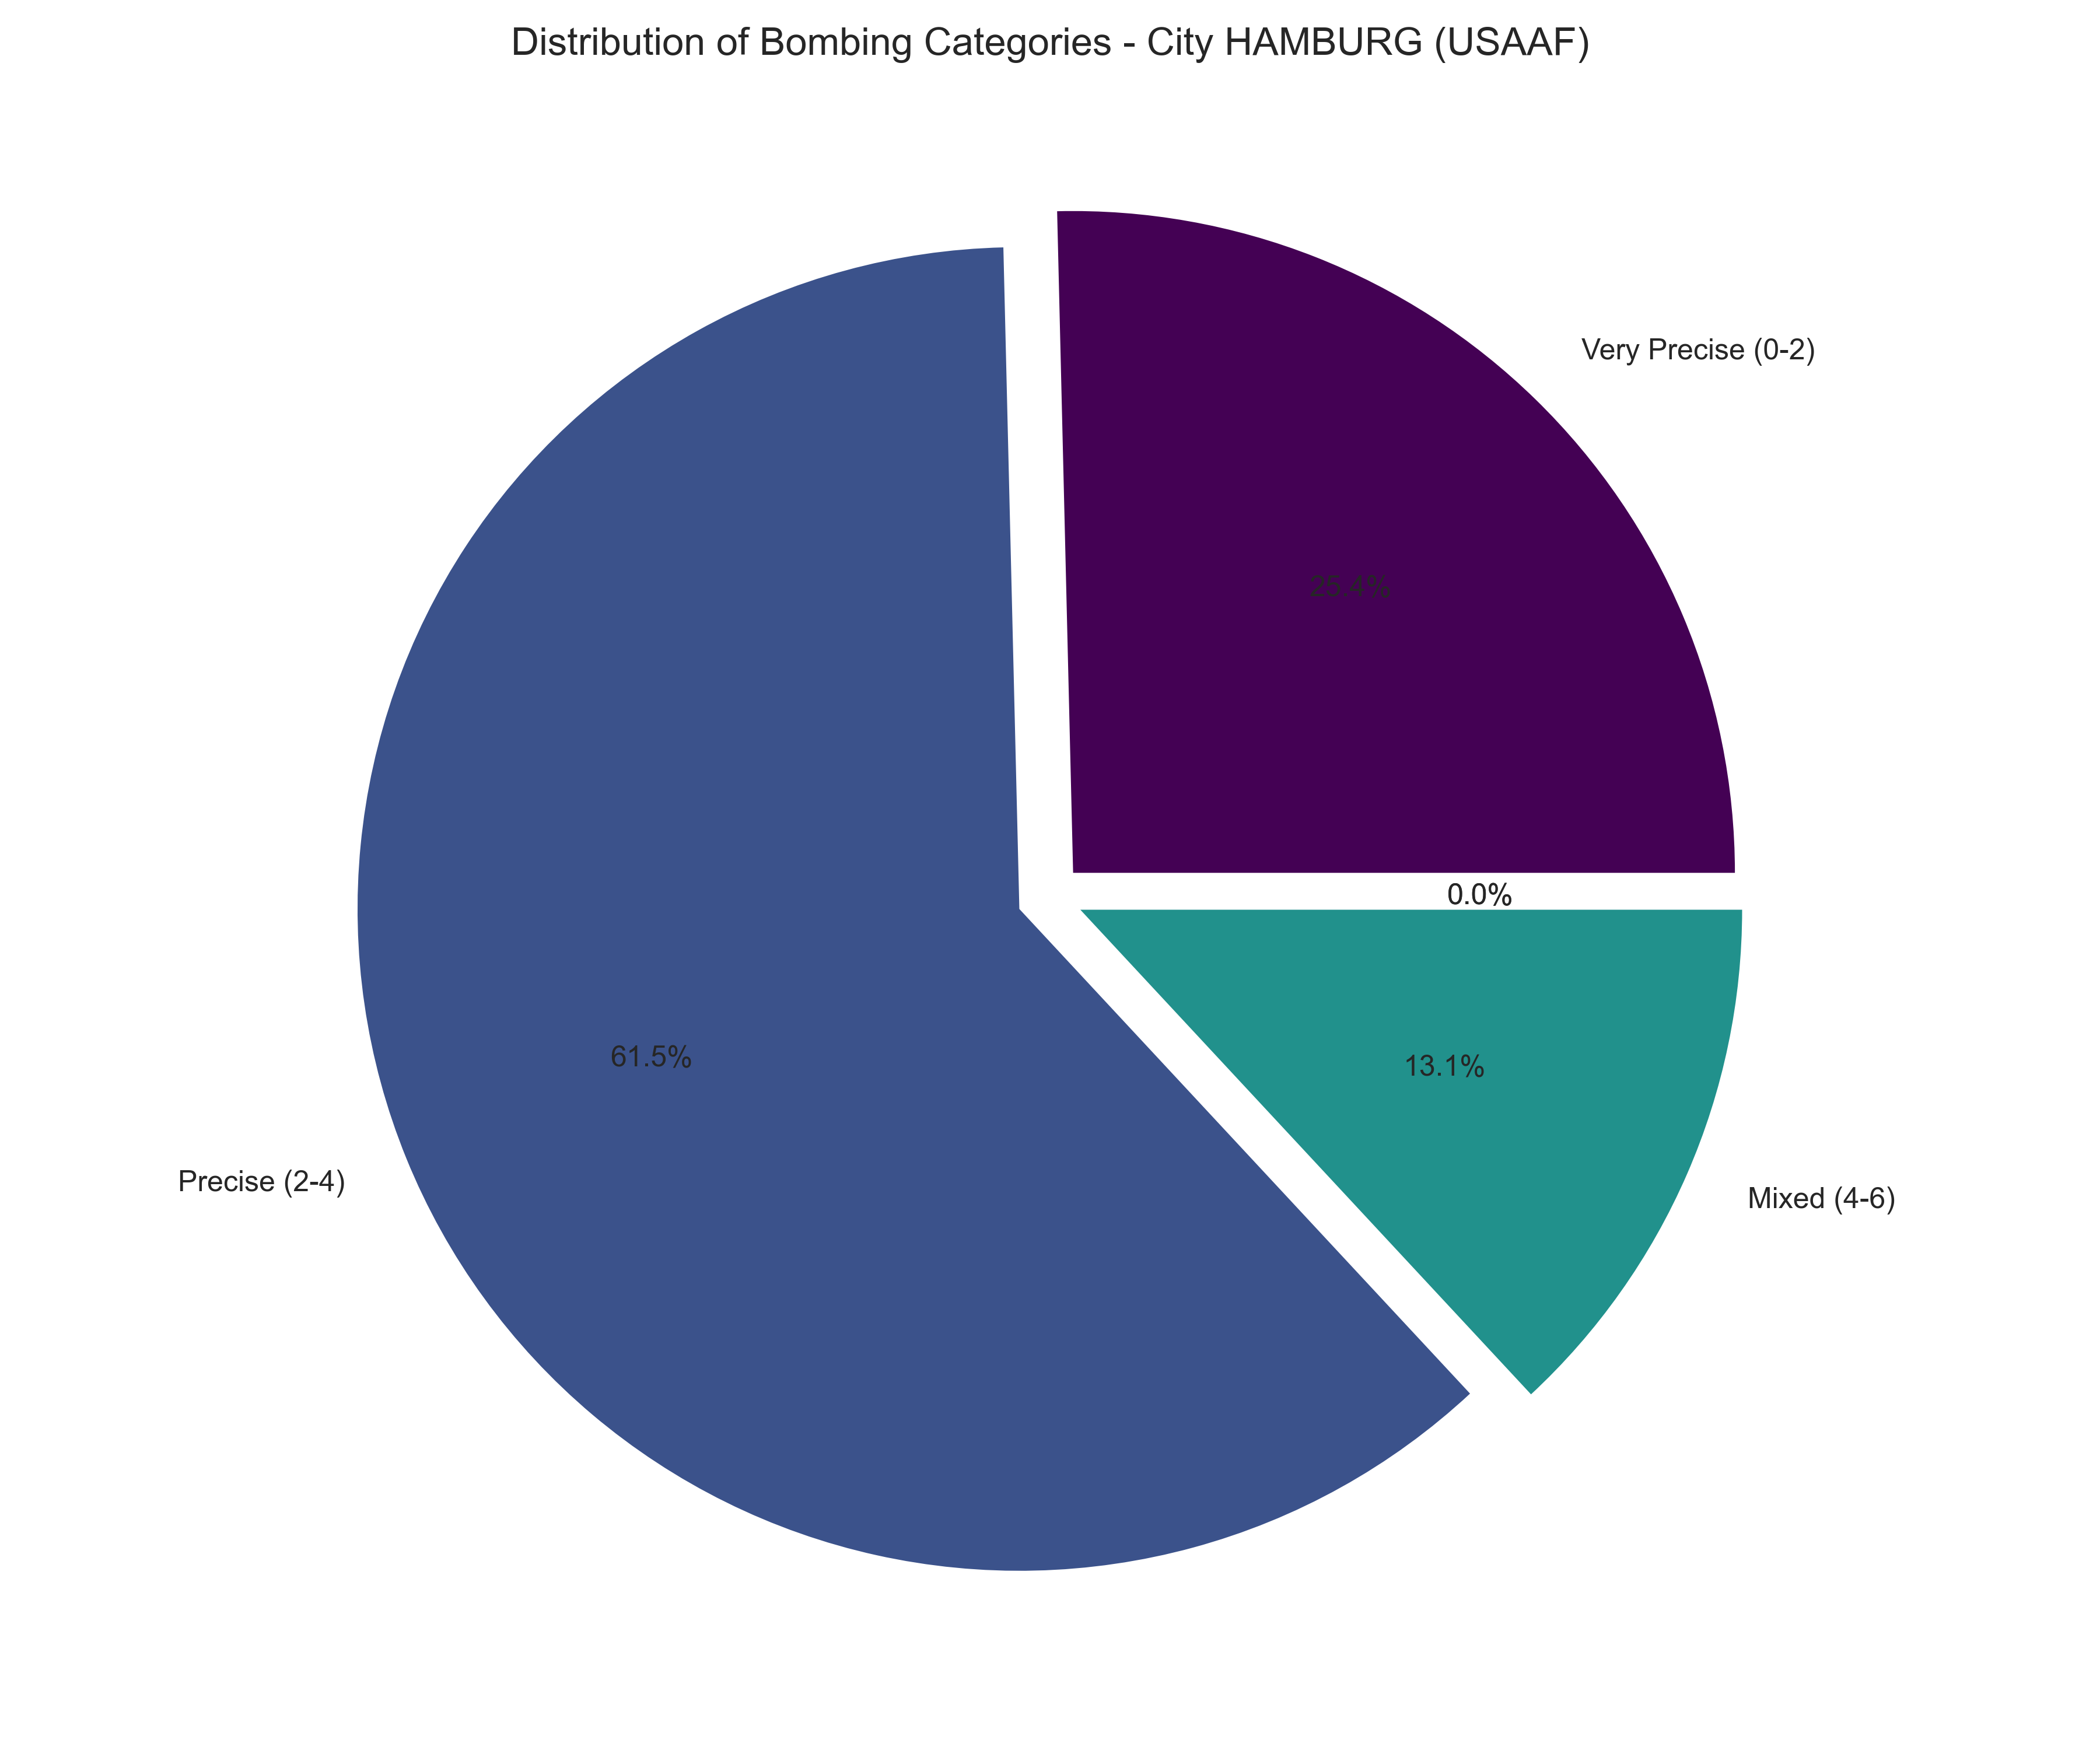 Distribution of Bombing Categories - City HAMBURG (USAAF)
Very Precise (0-2)
25.4%
0.0%
61.5%
13.1%
Precise (2-4)
Mixed (4-6)